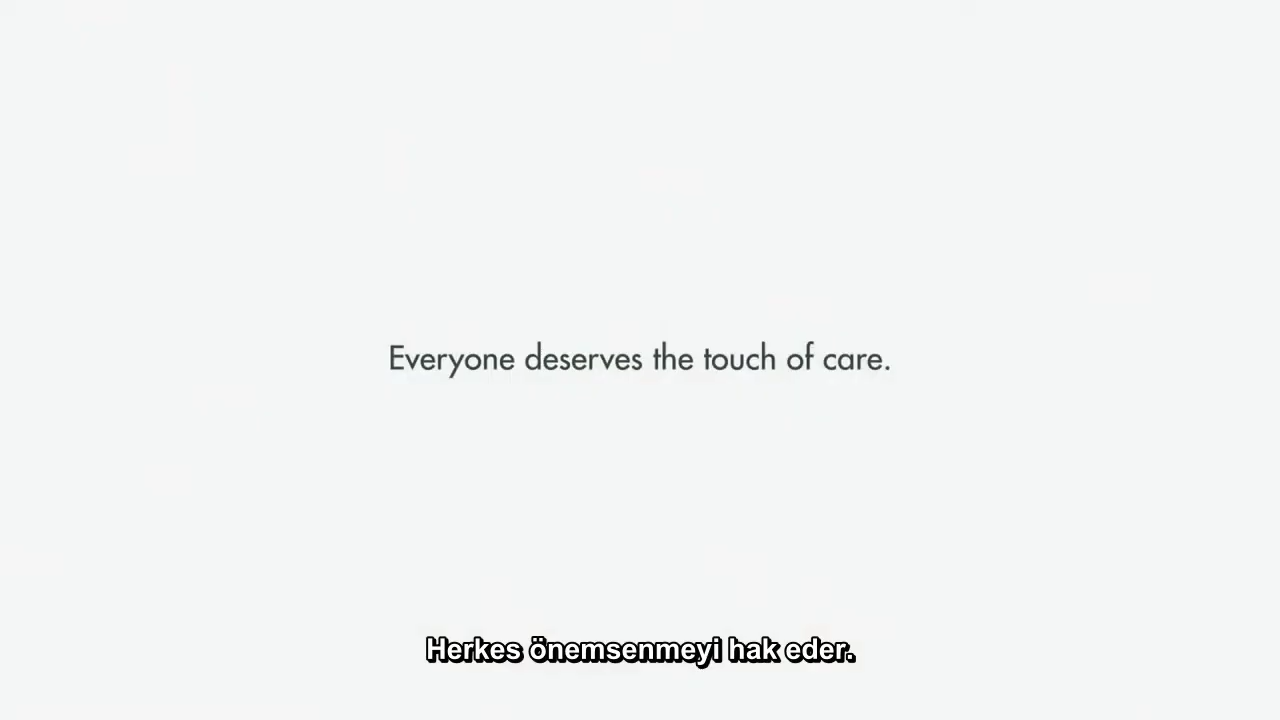 Everyone deserves the touch of care.
Herkes önemsenmeyi hak eder.